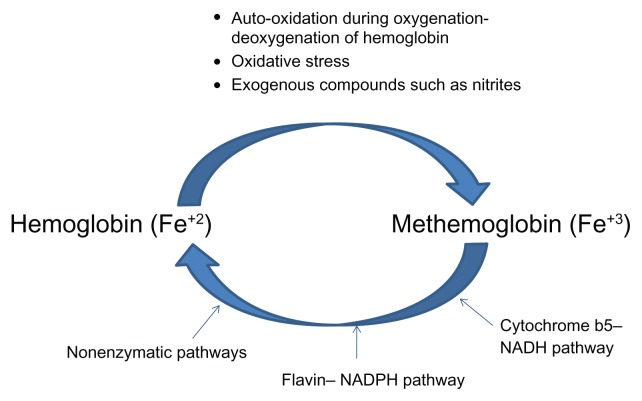 • Auto-oxidation during oxygenation-
deoxygenation of hemoglobin
• Oxidative stress
• Exogenous compounds such as nitrites
Hemoglobin (Fe⁺²)
Methemoglobin (Fe⁺³)
Cytochrome b5–
NADH pathway
Nonenzymatic pathways
Flavin– NADPH pathway